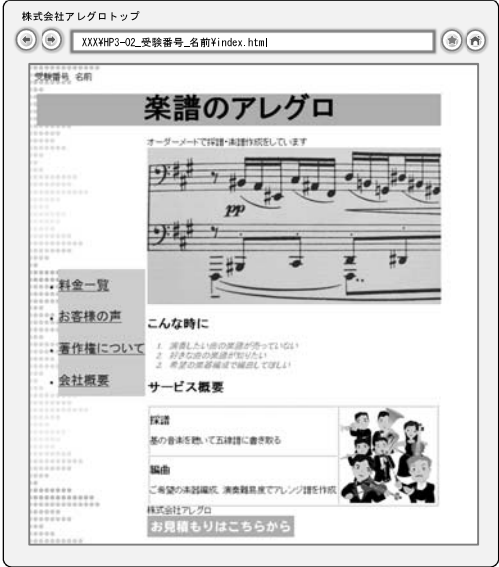 株式会社アレグロトップ
XXX¥HP3-02_受験番号_名前¥index.html
受験番号 名前
楽譜のアレグロ
オーダーメードで採譜・楽譜作成をしています
pp
料金一覧
お客様の声
著作権について
会社概要
こんな時に
1. 演奏したい曲の楽譜が売っていない
2. 好きな曲の楽譜が知りたい
3. 希望の楽器編成で編曲してほしい
サービス概要
採譜
基の音楽を聴いて五線譜に書き取る
編曲
ご希望の楽器編成、演奏難易度でアレンジ譜を作成
株式会社アレグロ
お見積もりはこちらから